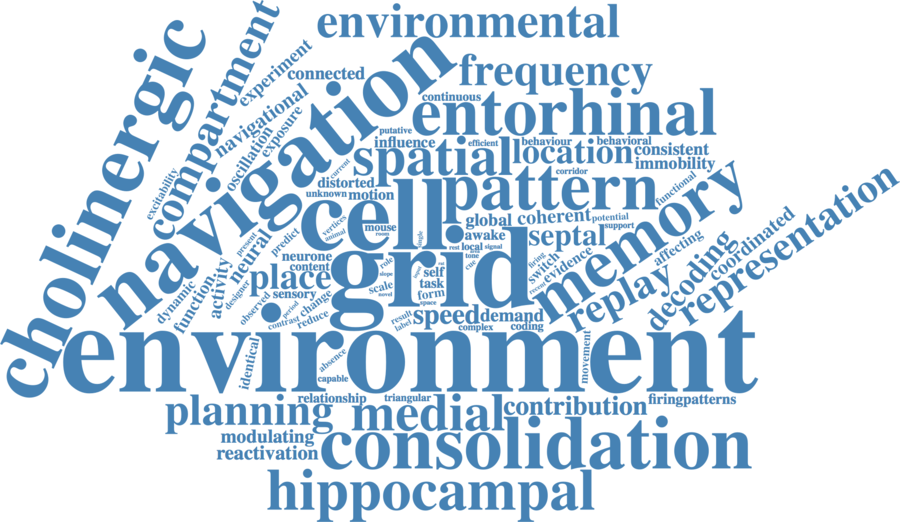 environmental
cholinergic
compartment
experiment
connected
frequency
navigation
navigational
continuous
entorhinal
oscillation
exposure
putative
influence
efficient
behaviour
behavioral
spatial
location
consistent
immobility
current
corridor
excitability
distorted
unknown
motion
cell
pattern
functional
memory
representation
vertices
animal
mouse
room
single
global
coherent
potential
support
present
predict
neural
awake
rest
local
signal
septal
affecting
coordinated
decoding
neurone
content
grid
role
slope
cue
tone
firing
switch
recent
evidence
place
activity
function
dynamic
designer
observed
sensory
period
contrast
change
reduce
scale
novel
self
task
form
space
replay
result
label
speed
demand
complex
coding
environment
identical
absence
capable
movement
relationship
triangular
firingpatterns
planning
medial
contribution
modulating
reactivation
consolidation
hippocampal